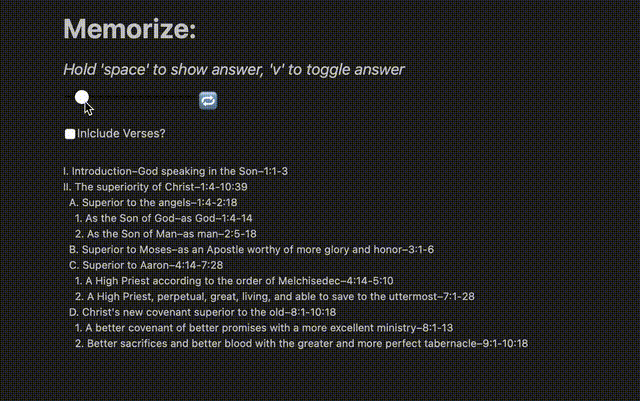 Memorize:
Hold 'space' to show answer, 'v' to toggle answer
Inlclude Verses?
I. Introduction–God speaking in the Son–1:1-3
II. The superiority of Christ–1:4-10:39
A. Superior to the angels–1:4-2:18
1. As the Son of God–as God–1:4-14
2. As the Son of Man–as man–2:5-18
B. Superior to Moses–as an Apostle worthy of more glory and honor–3:1-6
C. Superior to Aaron–4:14-7:28
1. A High Priest according to the order of Melchisedec–4:14-5:10
2. A High Priest, perpetual, great, living, and able to save to the uttermost–7:1-28
D. Christ's new covenant superior to the old–8:1-10:18
1. A better covenant of better promises with a more excellent ministry–8:1-13
2. Better sacrifices and better blood with the greater and more perfect tabernacle–9:1-10:18